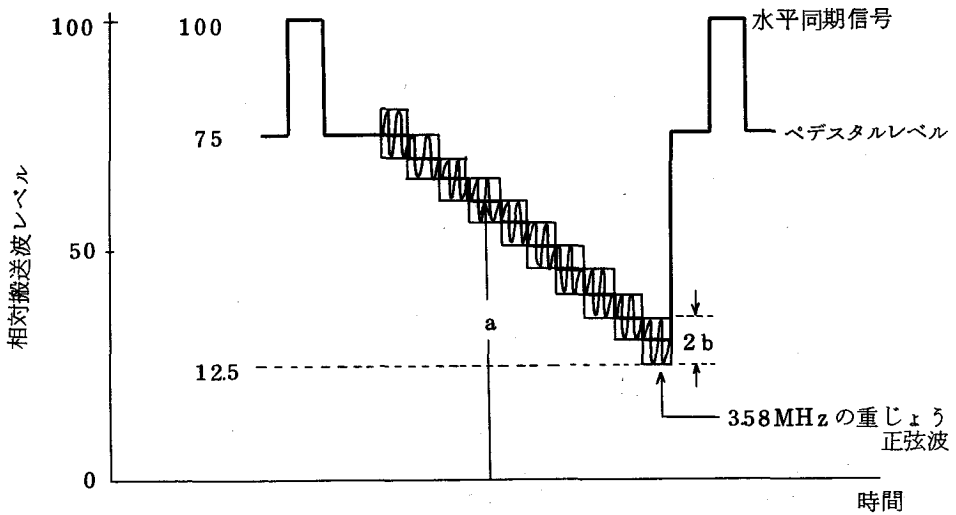 100
100
水平同期信号
75
ペデスタルレベル
相対搬送波レベル
50
a
2b
12.5
3.58MHzの重じょう
正弦波
0
時間